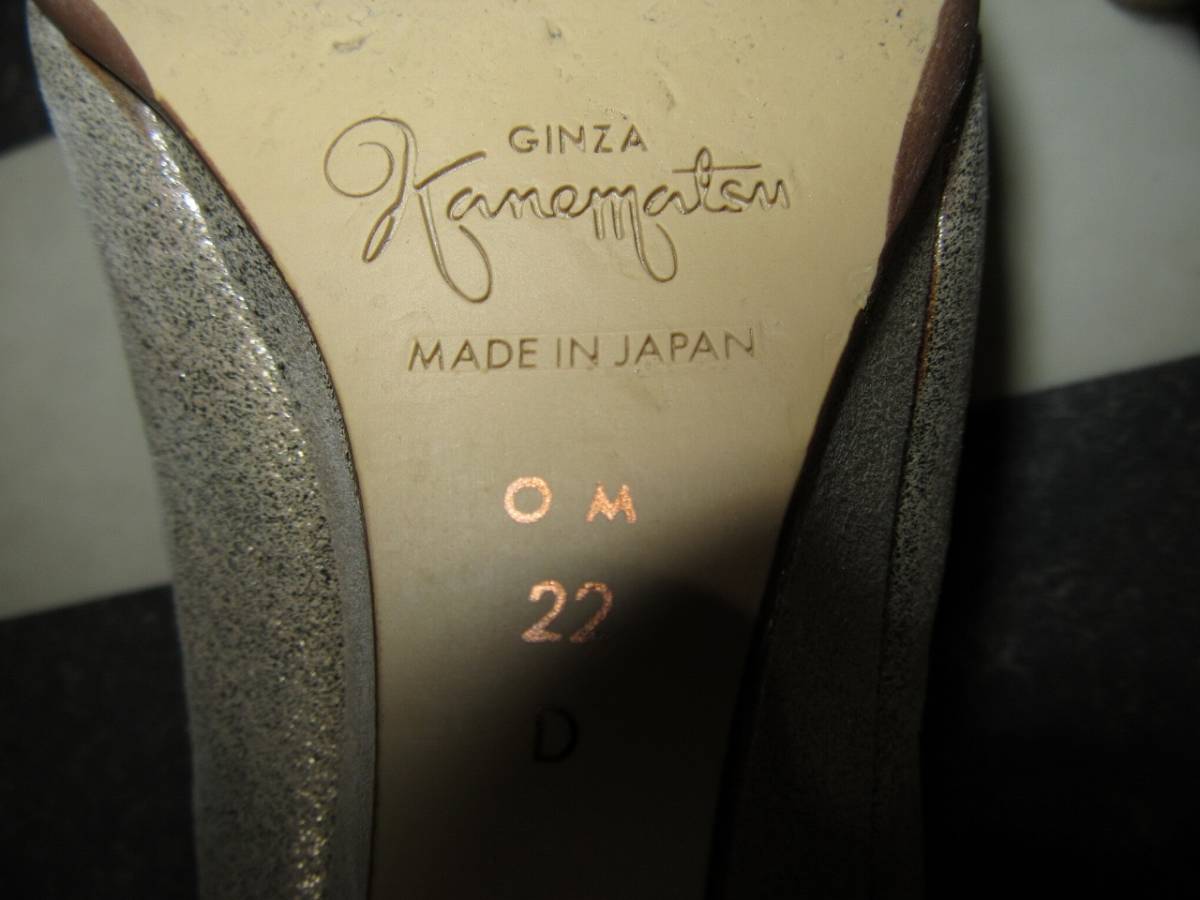 GINZA
Kanematsu
MADE IN JAPAN
O M
22
D